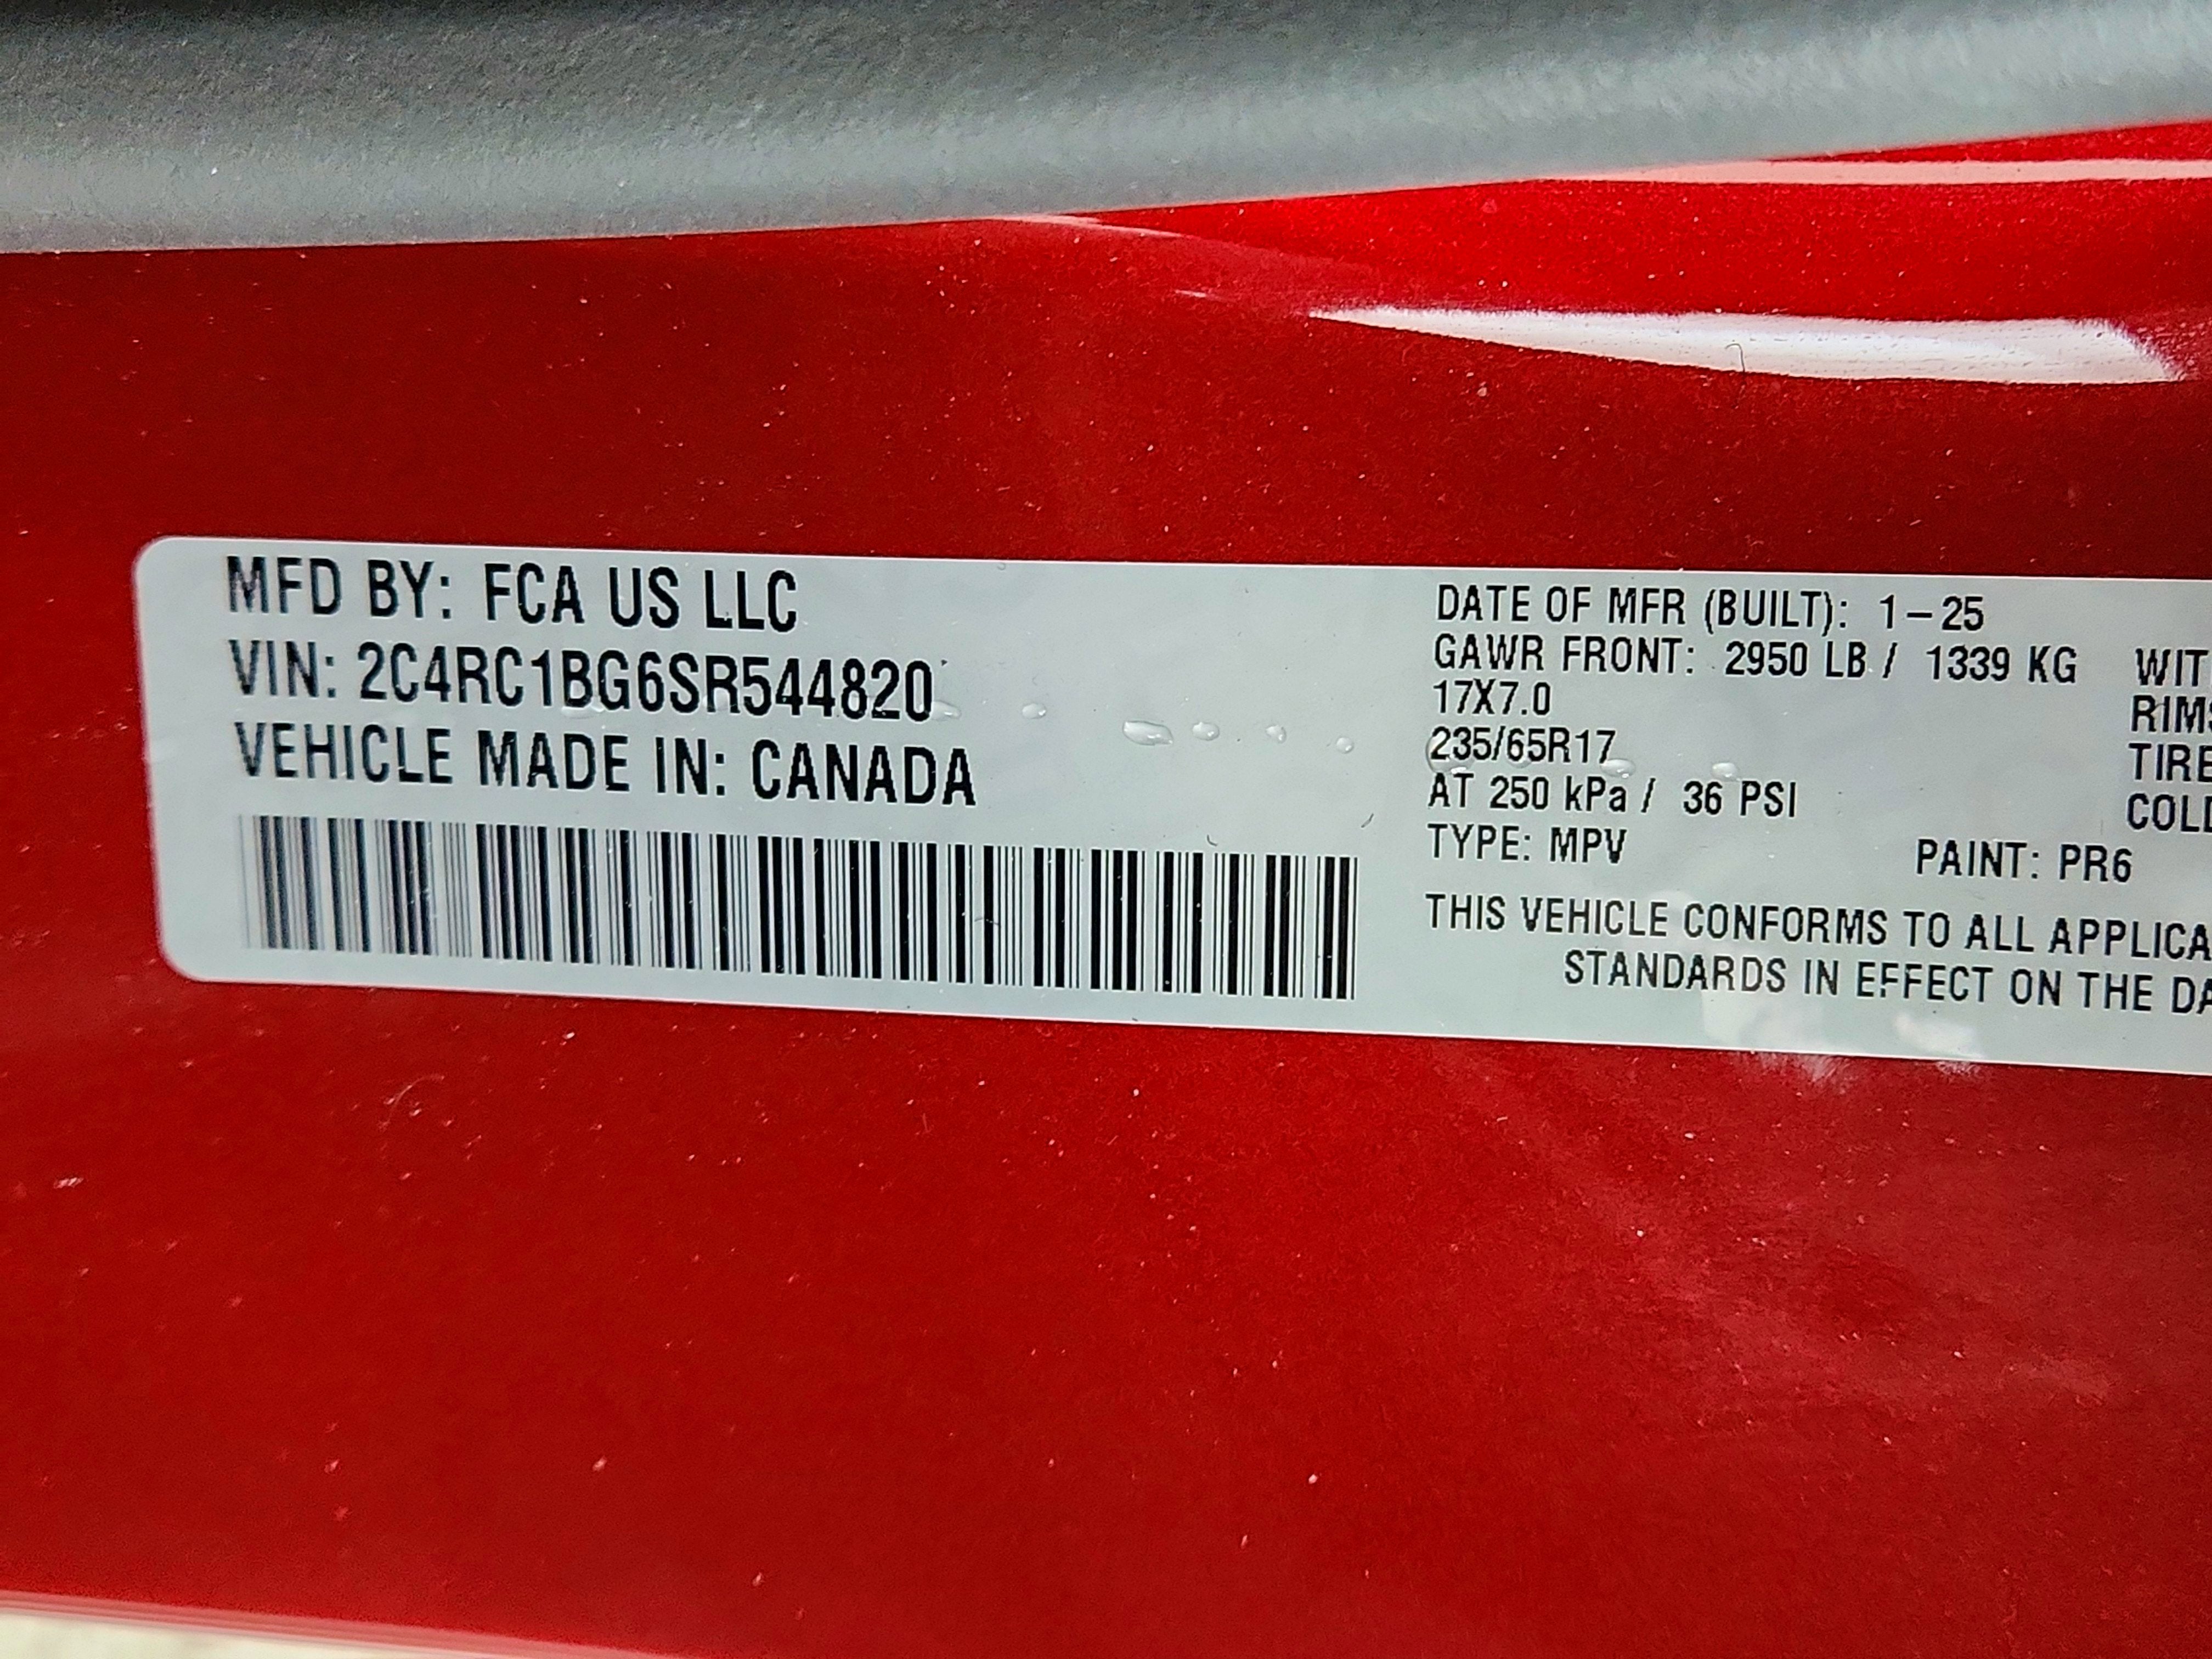 MFD BY: FCA US LLC
VIN: 2C4RC1BG6SR544820
VEHICLE MADE IN: CANADA
DATE OF MFR (BUILT): 1-25
GAWR FRONT: 2950 LB / 1339 KG
17X7.0
235/65R17
AT 250 kPa / 36 PSI
TYPE: MPV PAINT: PR6
THIS VEHICLE CONFORMS TO ALL
STANDARDS IN EFFECT ON THE